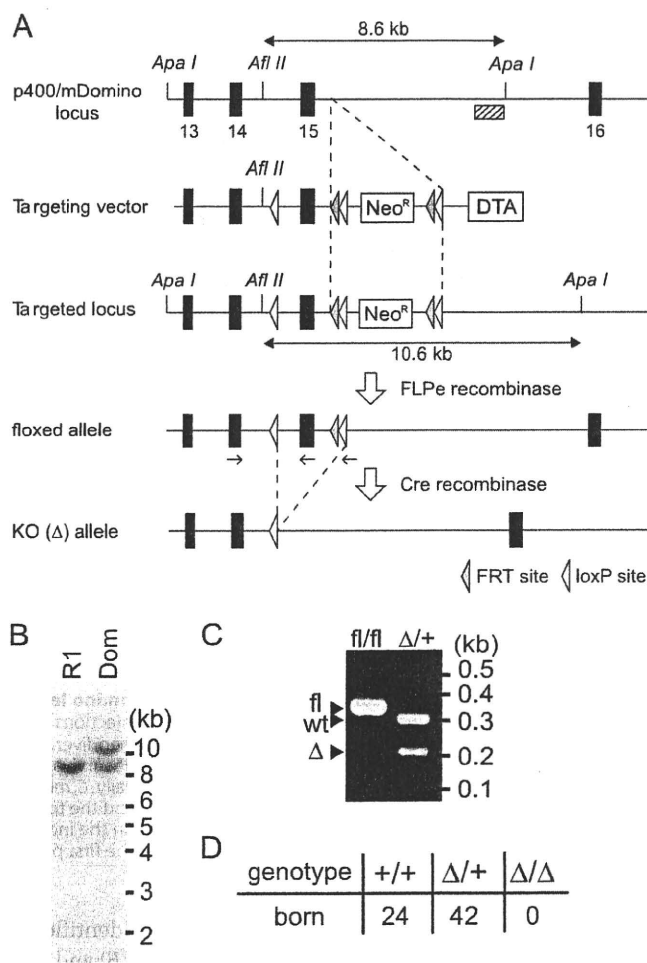 A
8.6 kb
Apa I
Afl II
Apa I
p400/mDomino
locus
13
14
15
16
Afl II
Targeting vector
Neo^R
DTA
Apa I
Afl II
Apa I
Targeted locus
Neo^R
10.6 kb
FLPe recombinase
floxed allele
Cre recombinase
KO (Δ) allele
FRT site
loxP site
B
R1
Dom
(kb)
10
8
6
5
4
3
2
C
fl/fl
Δ/+
(kb)
fl
wt
Δ
0.5
0.4
0.3
0.2
0.1
D
genotype +/+ Δ/+ Δ/Δ
born 24 42 0